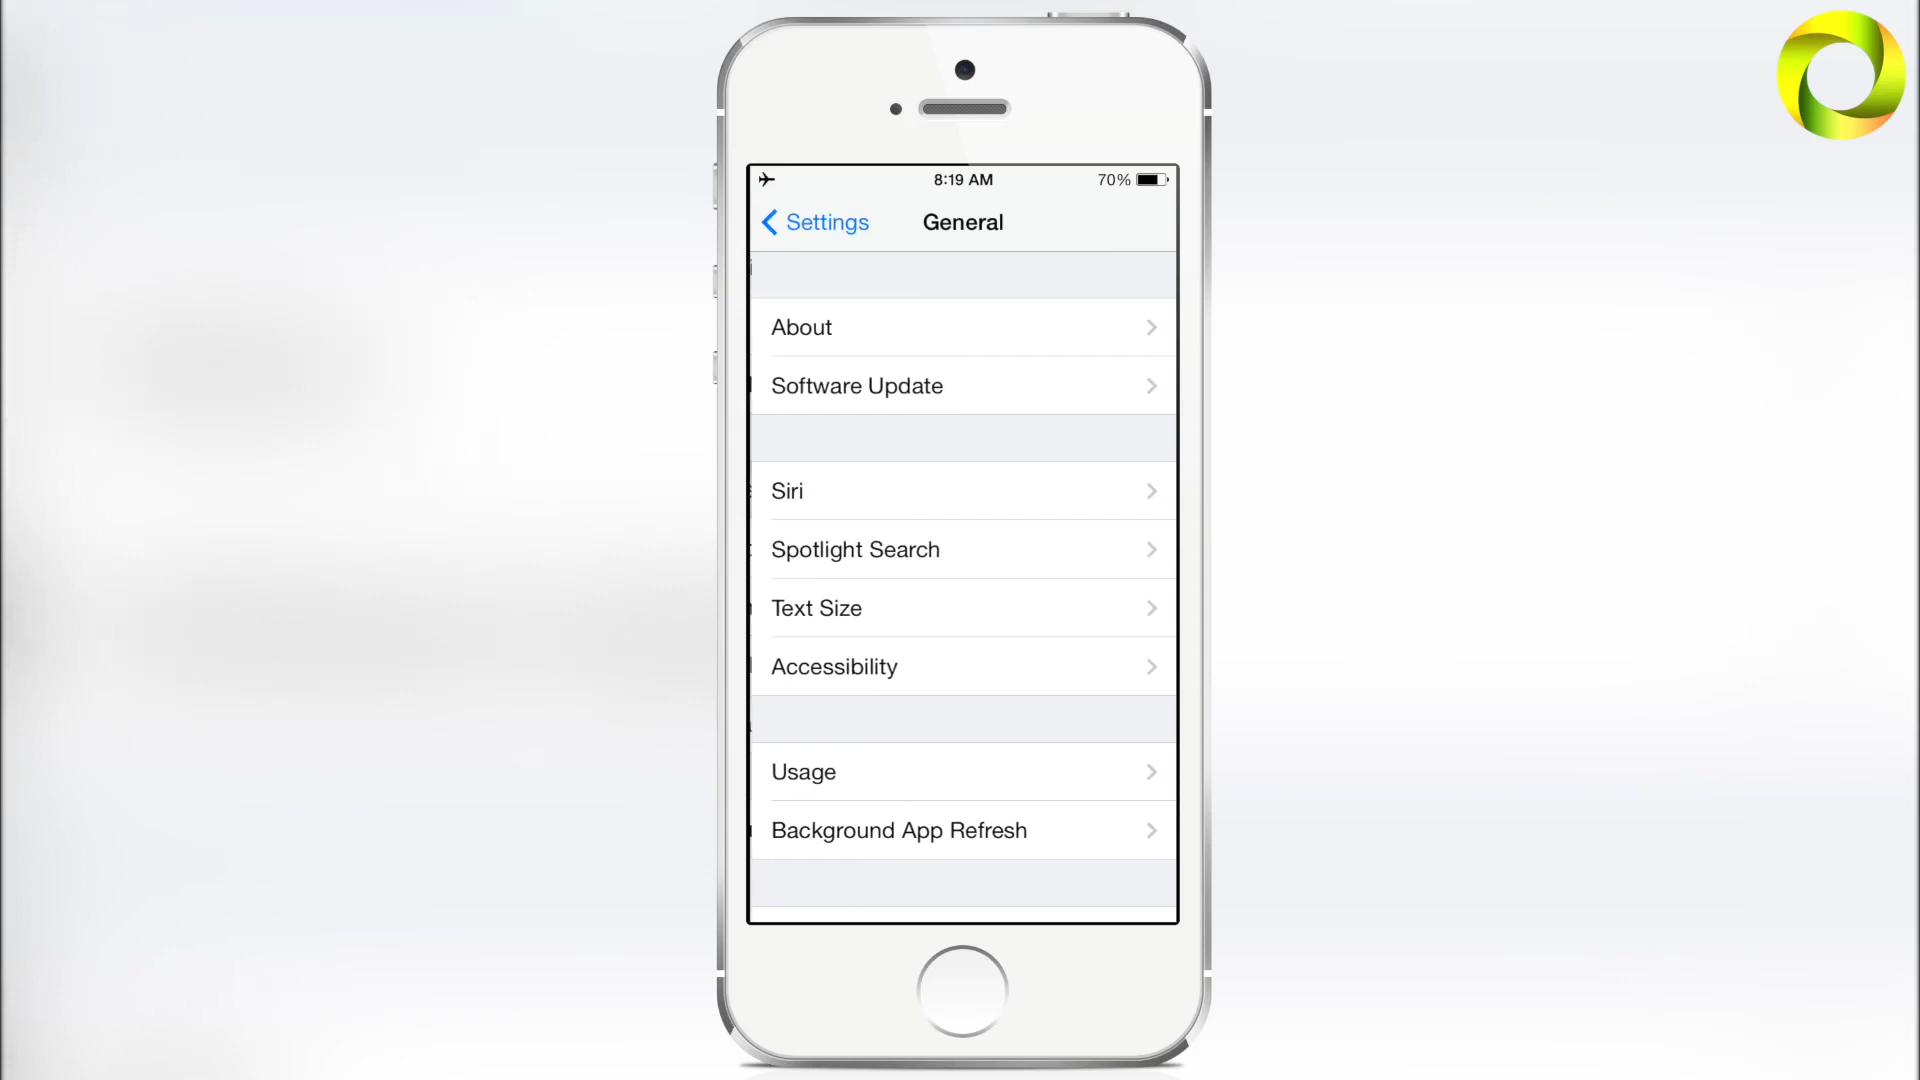 8:19 AM 70%
Settings General
About
Software Update
Siri
Spotlight Search
Text Size
Accessibility
Usage
Background App Refresh